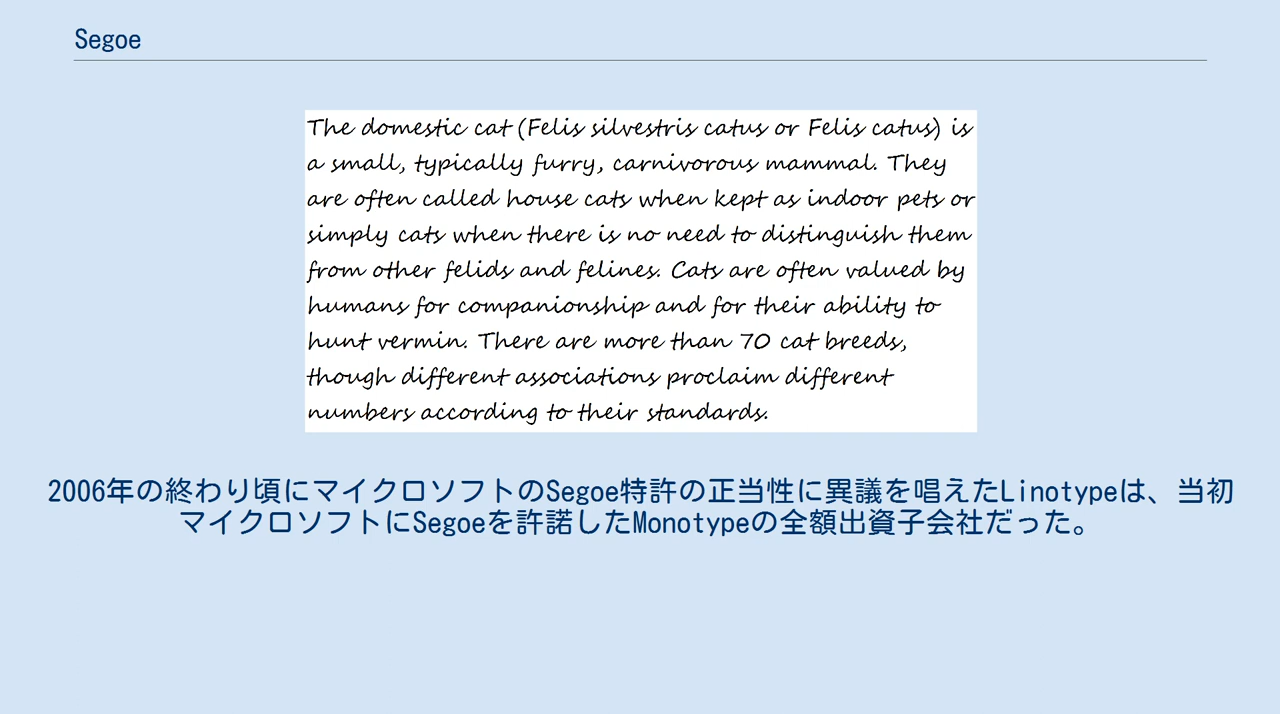 Segoe
The domestic cat (Felis silvestris catus or Felis catus) is
a small, typically furry, carnivorous mammal. They
are often called house cats when kept as indoor pets or
simply cats when there is no need to distinguish them
from other felids and felines. Cats are often valued by
humans for companionship and for their ability to
hunt vermin. There are more than 70 cat breeds,
though different associations proclaim different
numbers according to their standards.
2006年の終わり頃にマイクロソフトのSegoe特許の正当性に異議を唱えたLinotypeは、当初
マイクロソフトにSegoeを許諾したMonotypeの全額出資子会社だった。